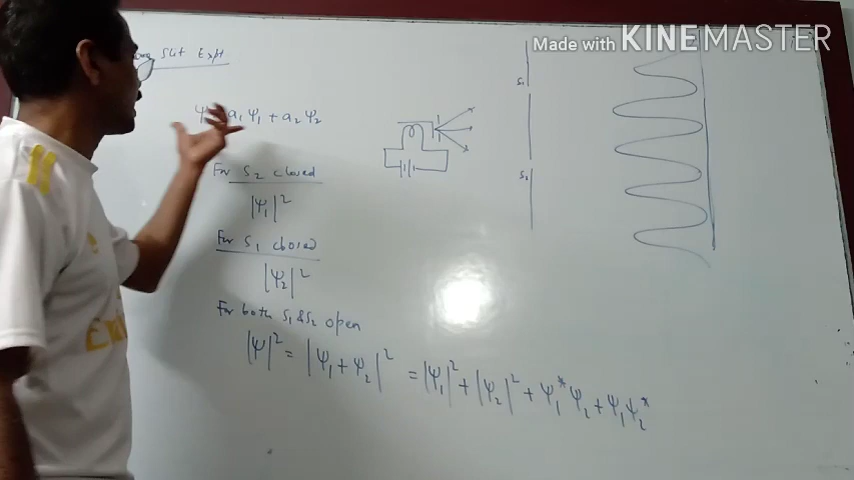 Slit Expt
Made with KINEMASTER
S₁
ψ a₁ψ₁ + a₂ψ₂
For S₂ closed
|ψ₁|²
S₂
For S₁ closed
|ψ₂|²
For both S₁ & S₂ open
|ψ|² = |ψ₁ + ψ₂|² = |ψ₁|² + |ψ₂|² + ψ₁*ψ₂ + ψ₁ψ₂*